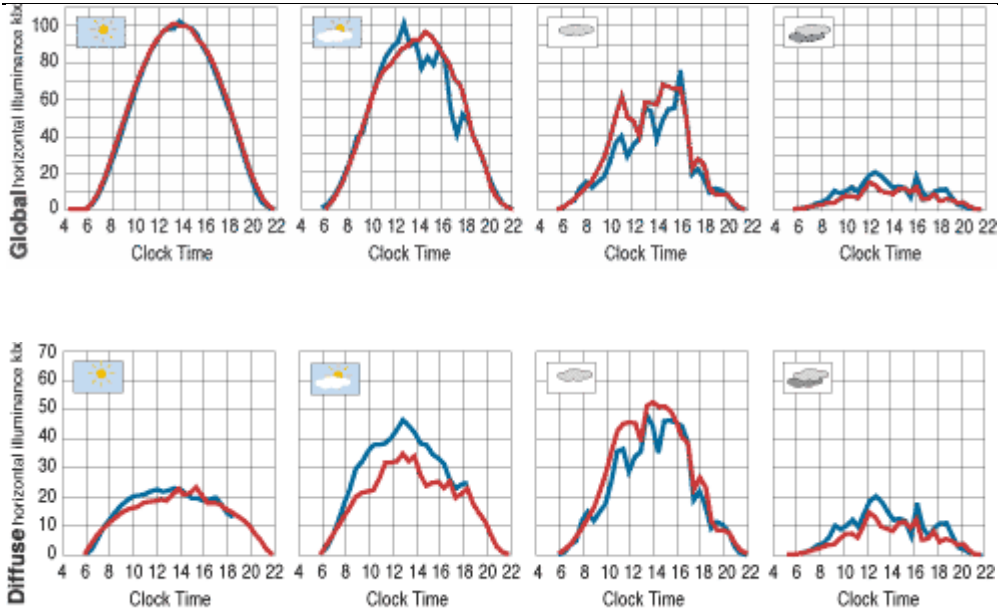 Global horizontal illuminance klx
100
80
60
40
20
0
4 6 8 10 12 14 16 18 20 22
4 6 8 10 12 14 16 18 20 22
4 6 8 10 12 14 16 18 20 22
4 6 8 10 12 14 16 18 20 22
Clock Time
Clock Time
Clock Time
Clock Time
Diffuse horizontal illuminance klx
70
60
50
40
30
20
10
0
4 6 8 10 12 14 16 18 20 22
4 6 8 10 12 14 16 18 20 22
4 6 8 10 12 14 16 18 20 22
4 6 8 10 12 14 16 18 20 22
Clock Time
Clock Time
Clock Time
Clock Time